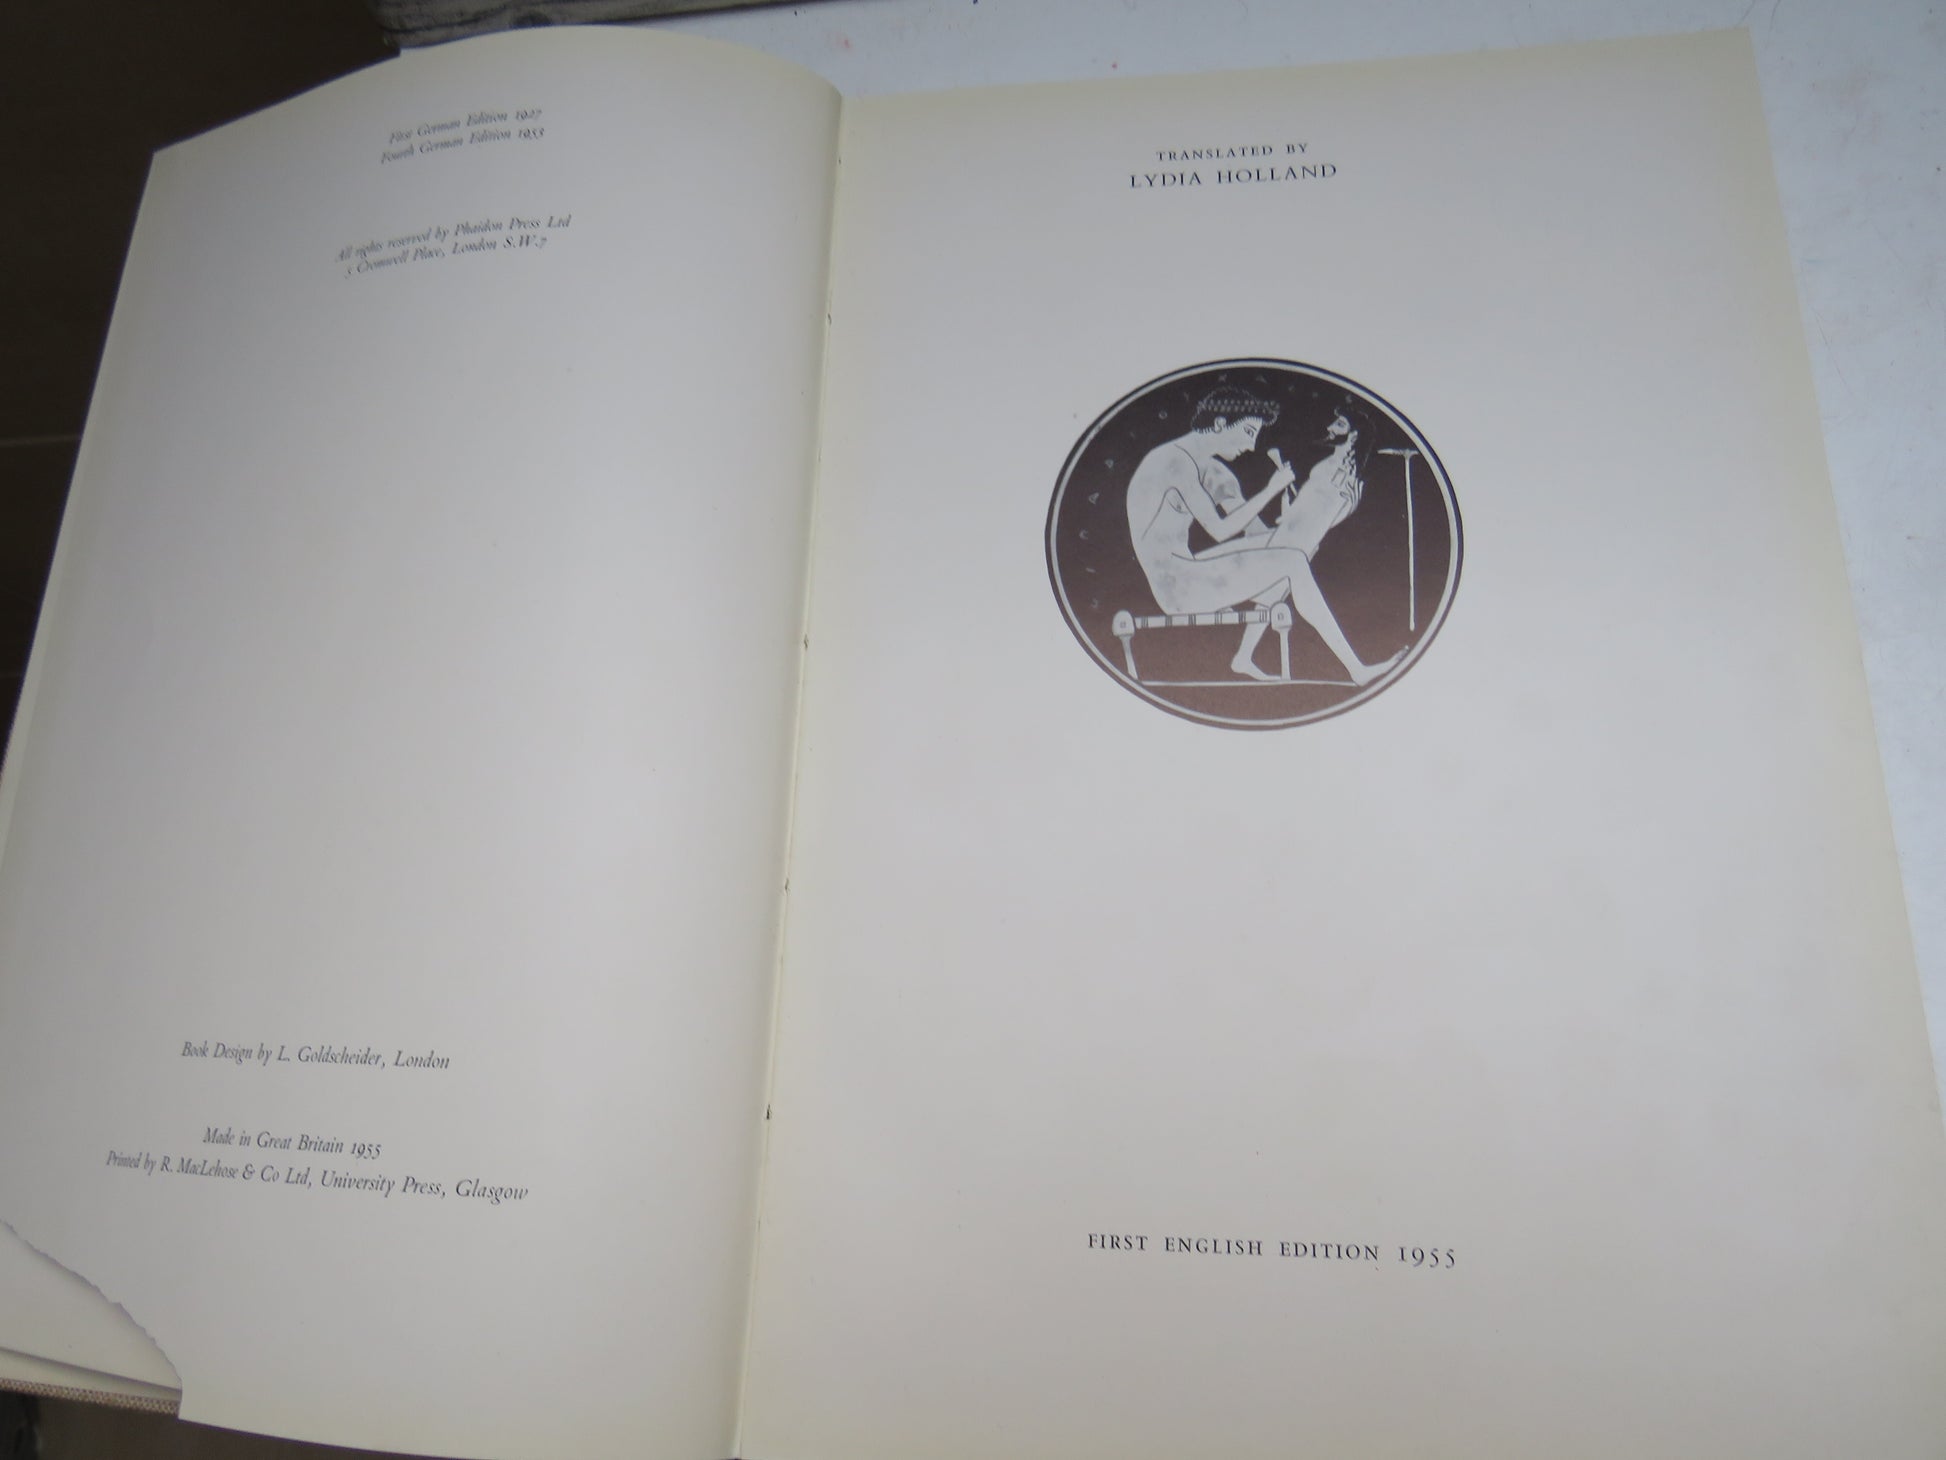 First German Edition 1927
Fourth German Edition 1953
All rights reserved by Phaidon Press Ltd
5 Cromwell Place, London S.W.7
Book Design by L. Goldscheider, London
Made in Great Britain 1955
Printed by R. MacLehose & Co Ltd, University Press, Glasgow
TRANSLATED BY
LYDIA HOLLAND
FIRST ENGLISH EDITION 1955